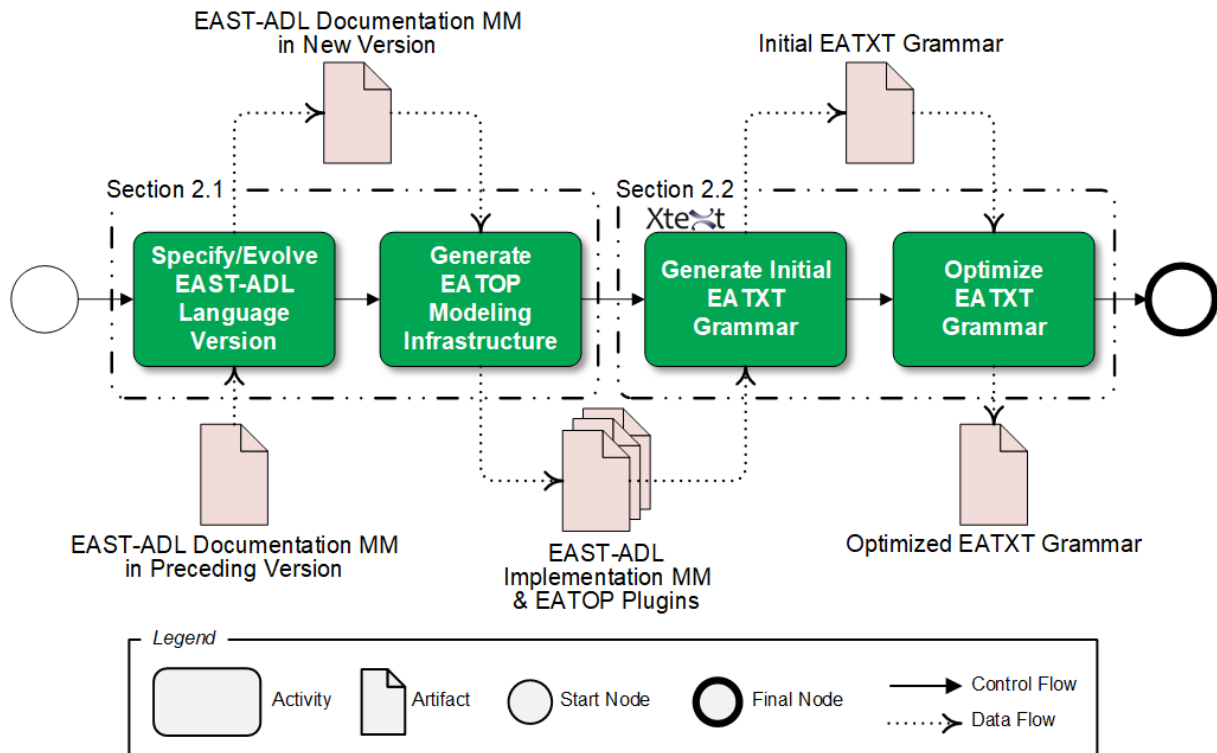 EAST-ADL Documentation MM
in New Version
Initial EATXT Grammar
Section 2.1
Section 2.2
Xtext
Specify/Evolve
EAST-ADL
Language
Version
Generate
EATOP
Modeling
Infrastructure
Generate Initial
EATXT
Grammar
Optimize
EATXT
Grammar
EAST-ADL Documentation MM
in Preceding Version
EAST-ADL
Implementation MM
& EATOP Plugins
Optimized EATXT Grammar
Legend
Activity
Artifact
Start Node
Final Node
Control Flow
Data Flow